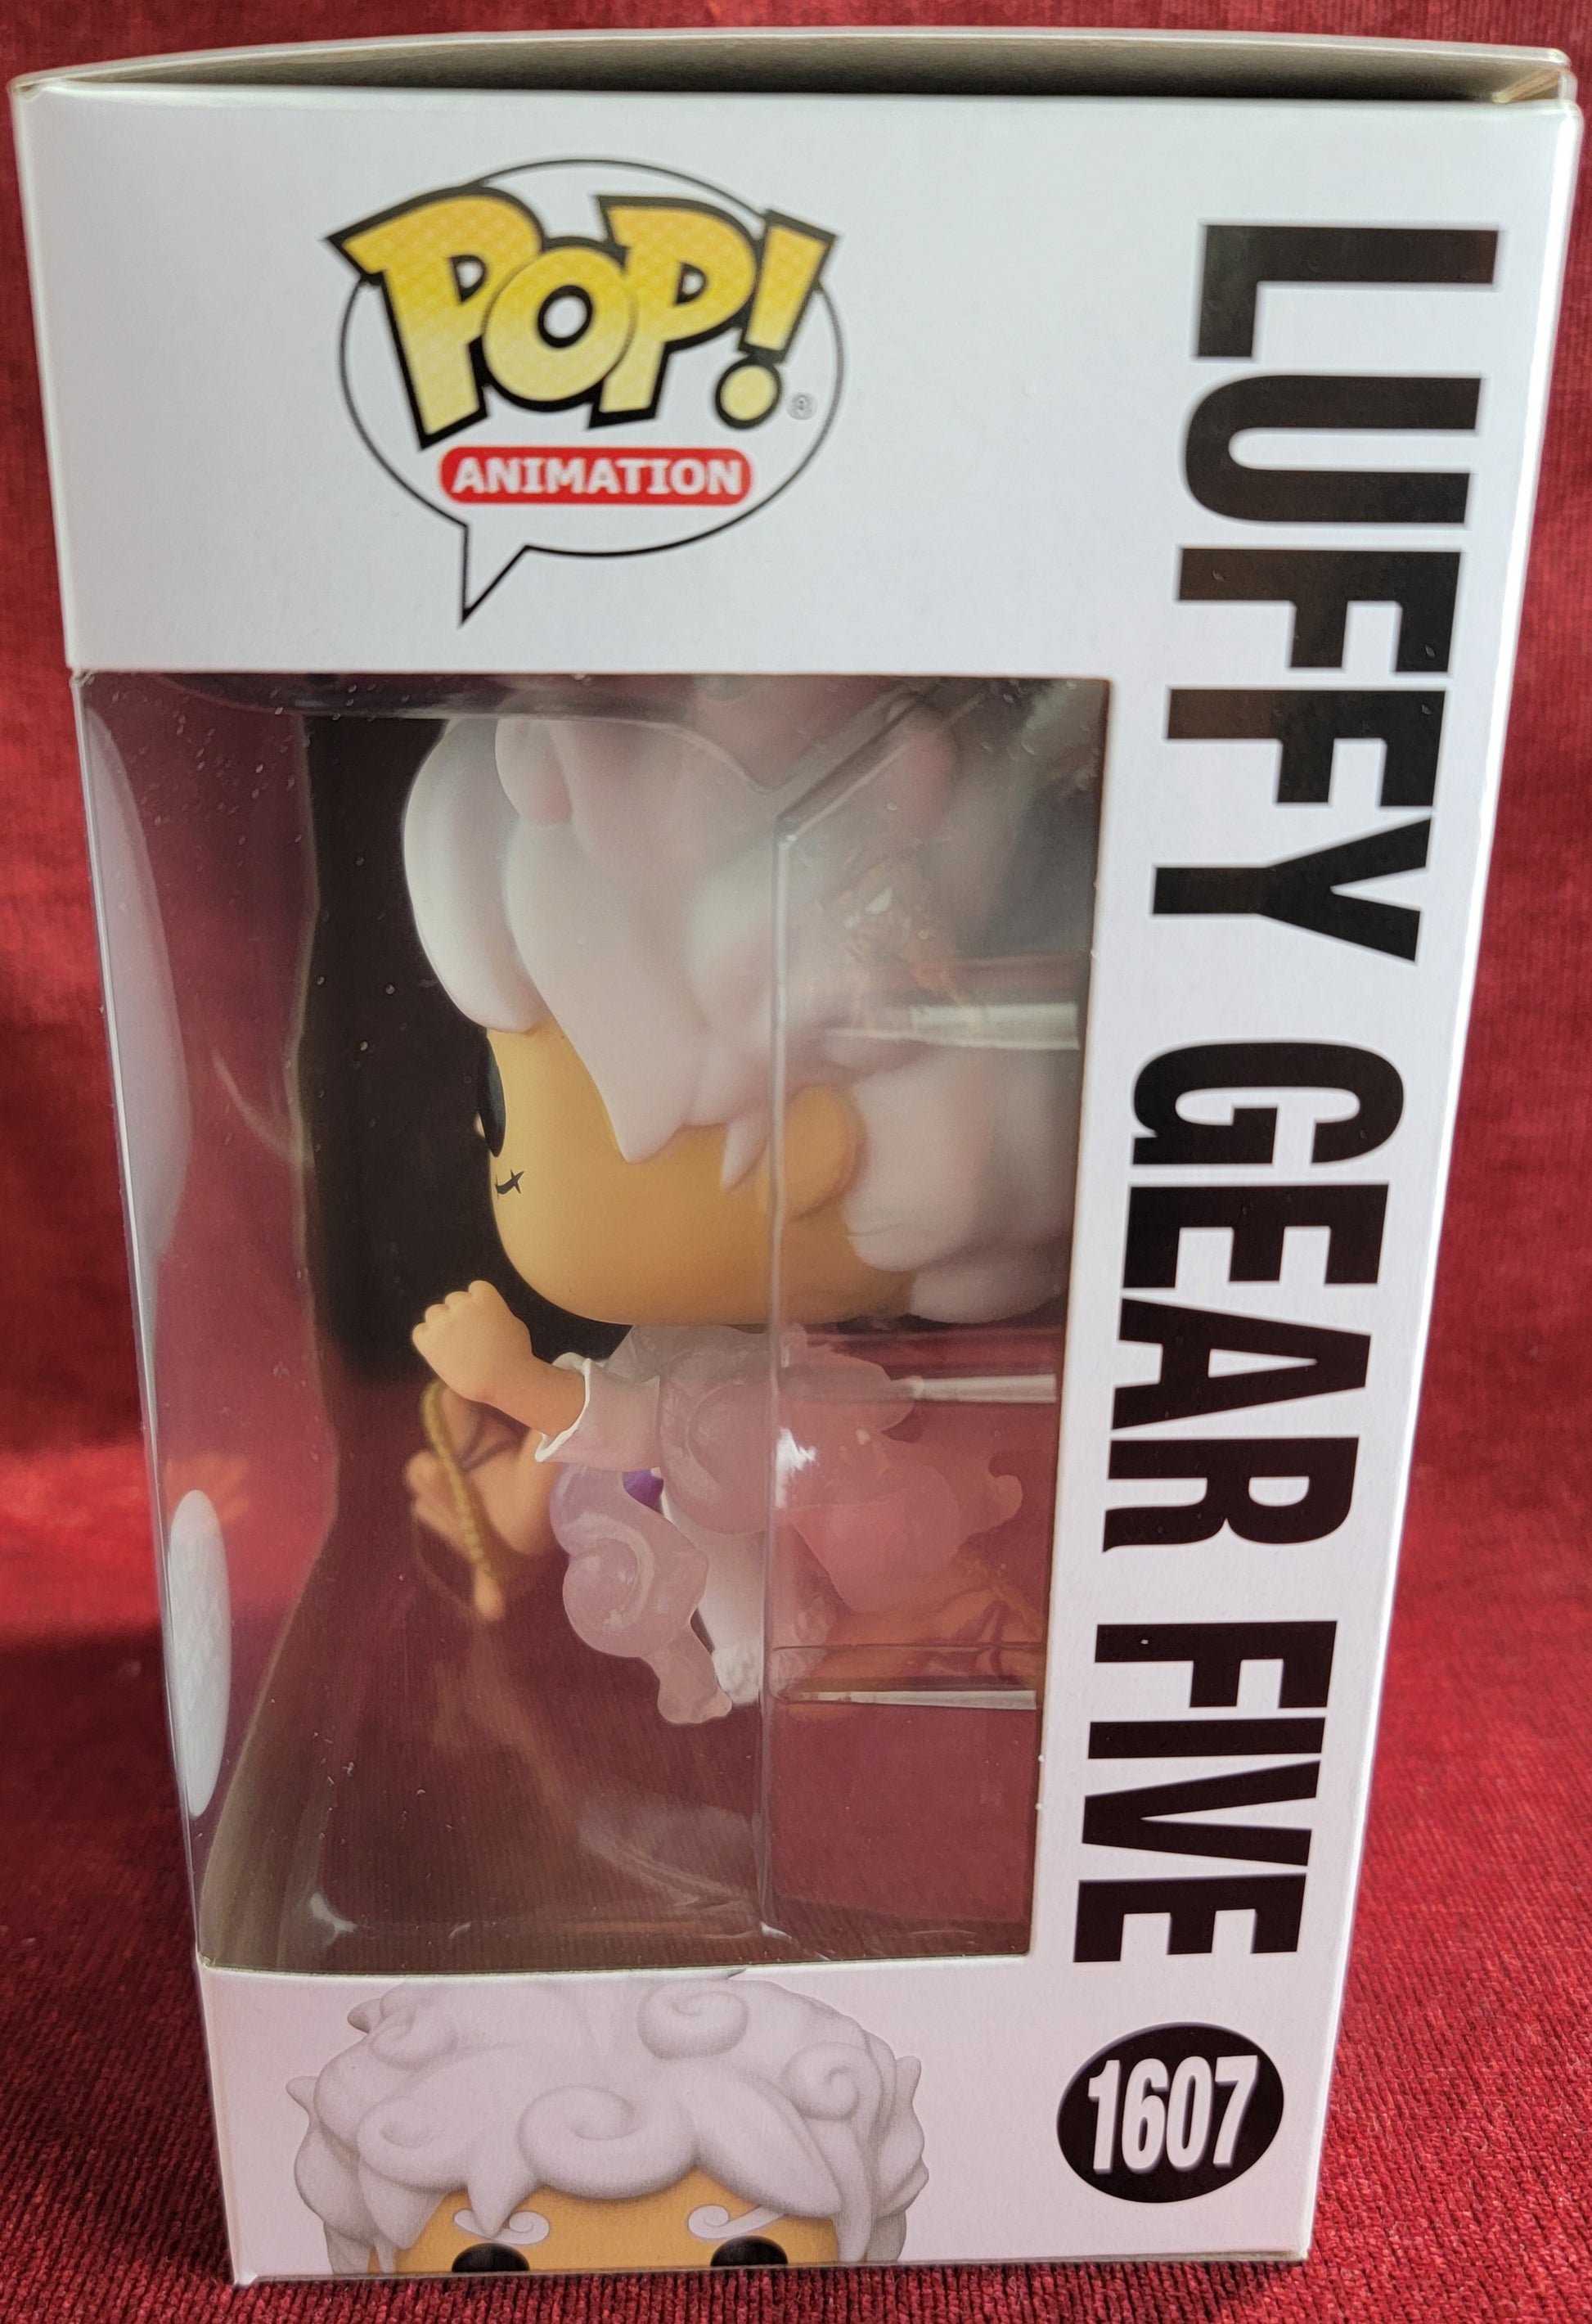 POP!
®
ANIMATION
LUFFY GEAR FIVE
1607